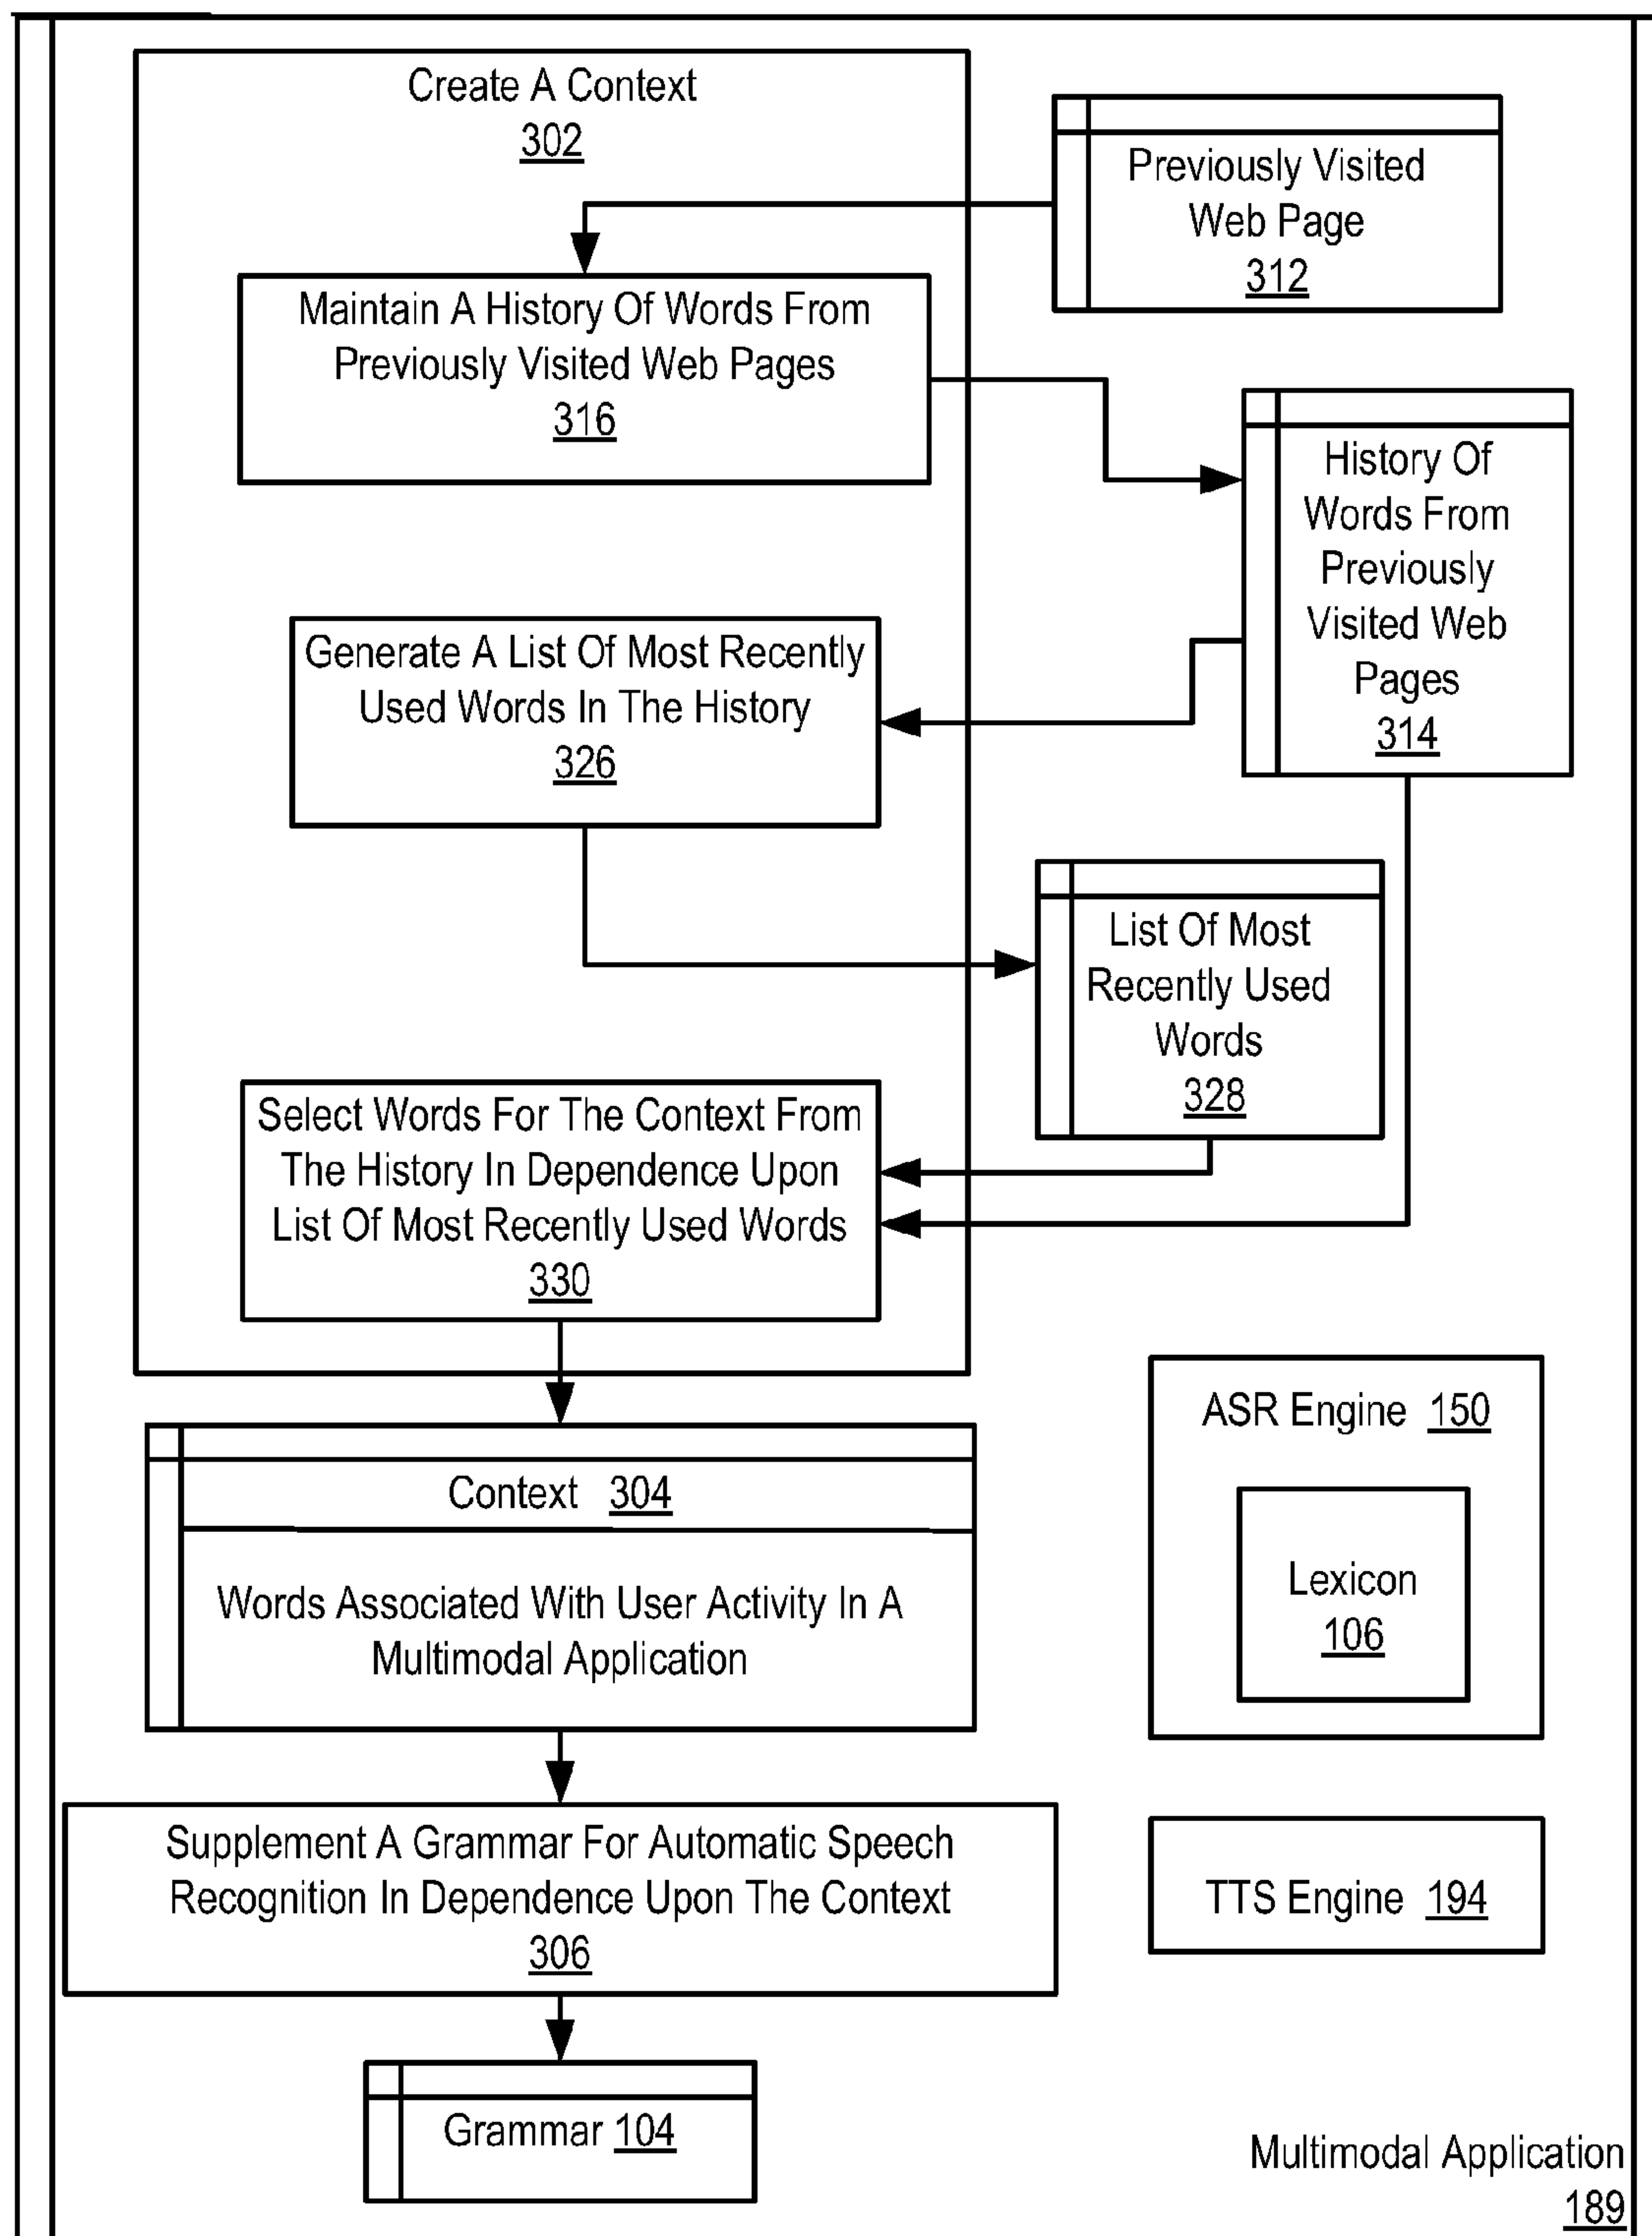 Create A Context
302
Previously Visited
Web Page
312
Maintain A History Of Words From
Previously Visited Web Pages
316
History Of
Words From
Previously
Visited Web
Pages
314
Generate A List Of Most Recently
Used Words In The History
326
List Of Most
Recently Used
Words
328
Select Words For The Context From
The History In Dependence Upon
List Of Most Recently Used Words
330
ASR Engine 150
Lexicon
106
Context 304
Words Associated With User Activity In A
Multimodal Application
Supplement A Grammar For Automatic Speech
Recognition In Dependence Upon The Context
306
TTS Engine 194
Grammar 104
Multimodal Application
189